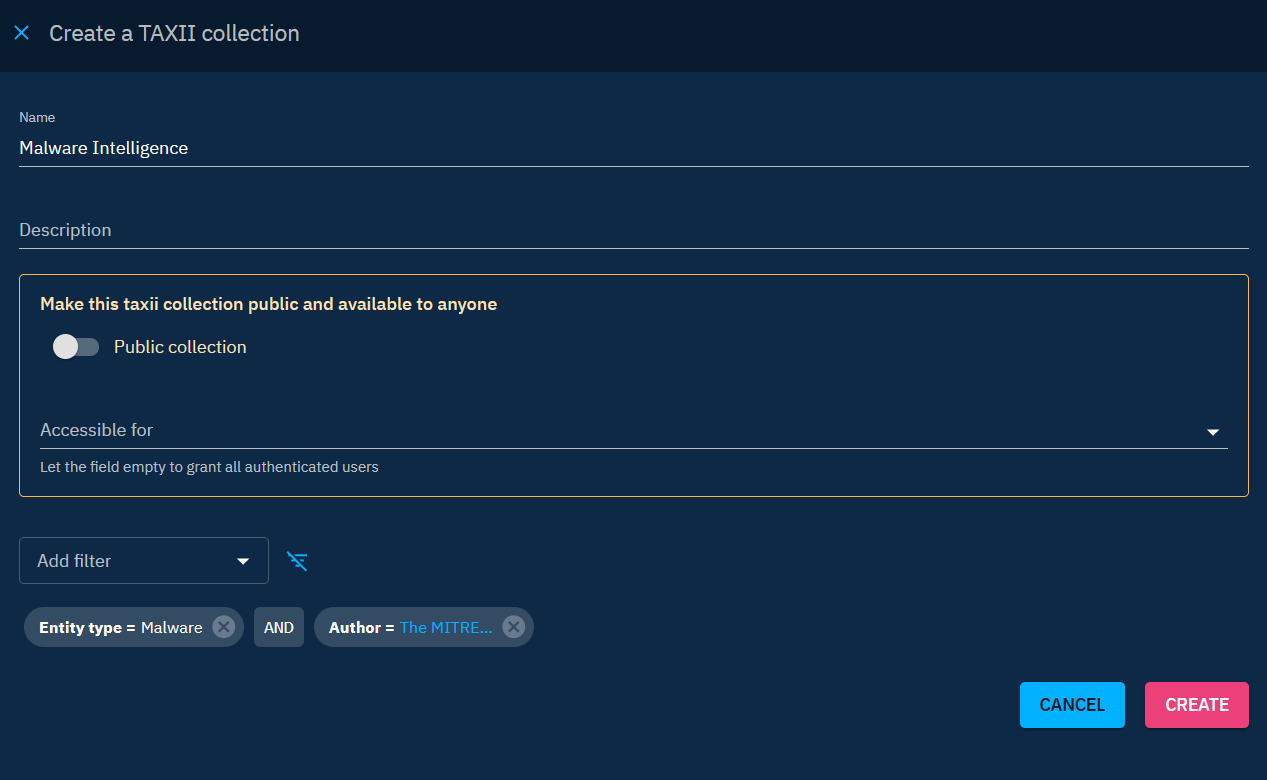 Create a TAXII collection
Name
Malware Intelligence
Description
Make this taxii collection public and available to anyone
Public collection
Accessible for
Let the field empty to grant all authenticated users
Add filter
Entity type = Malware AND Author = The MITRE...
CANCEL CREATE